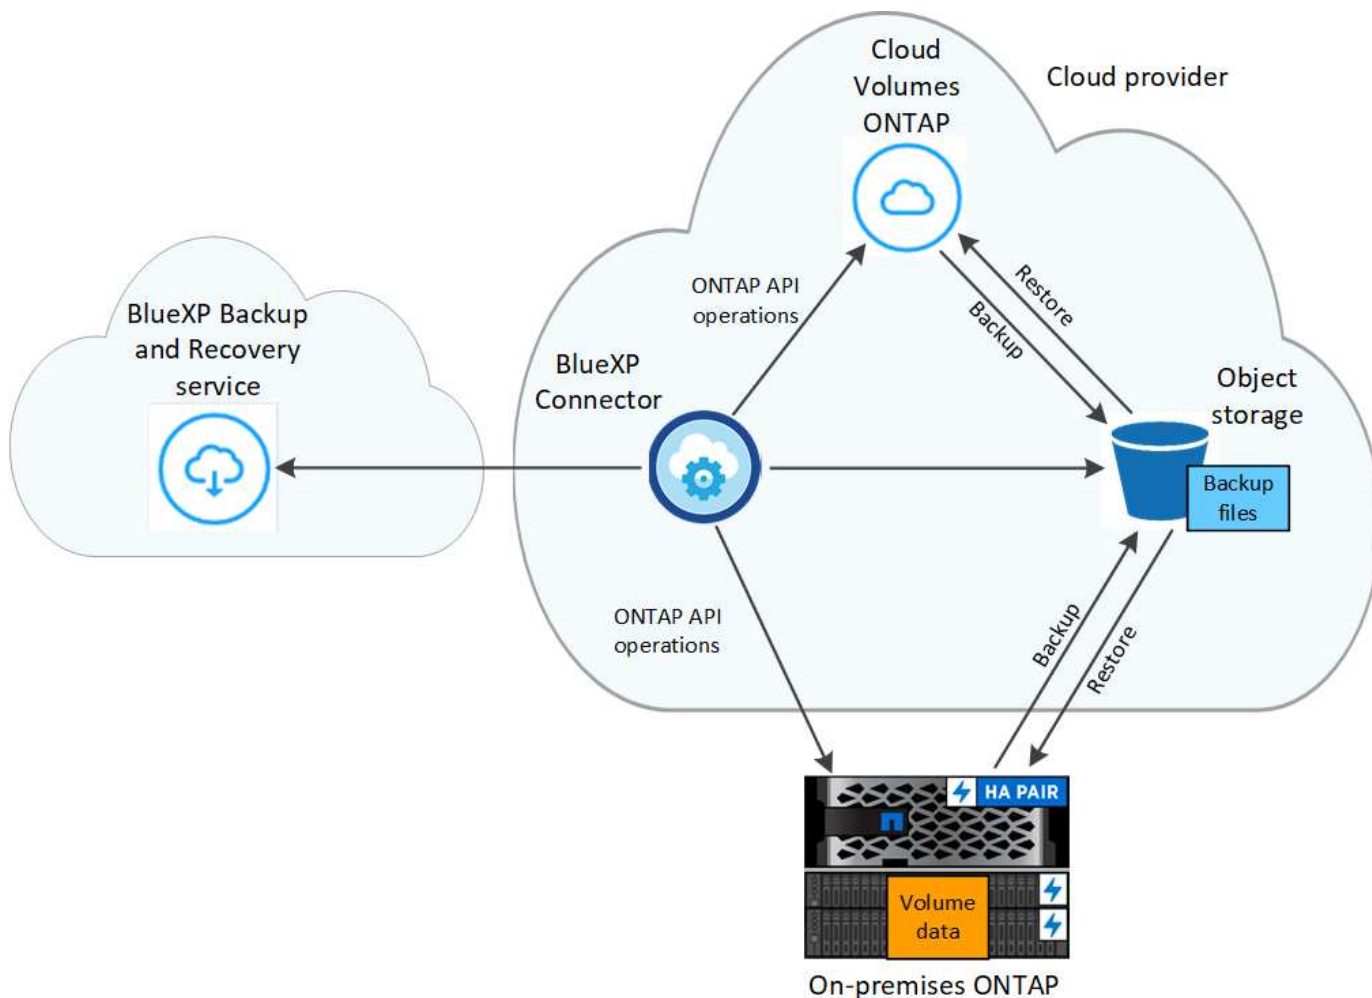 Cloud
Volumes
ONTAP
Cloud provider
BlueXP Backup
and Recovery
service
ONTAP API
operations
Restore
Backup
BlueXP
Connector
Object
storage
Backup
files
ONTAP API
operations
Backup
Restore
HA PAIR
Volume
data
On-premises ONTAP